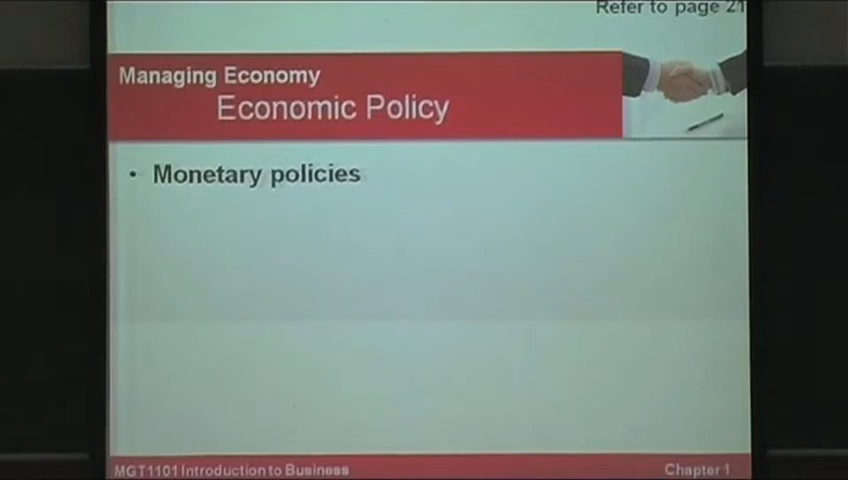 Refer to page 21
Managing Economy
Economic Policy
• Monetary policies
MGT1101 Introduction to Business
Chapter 1